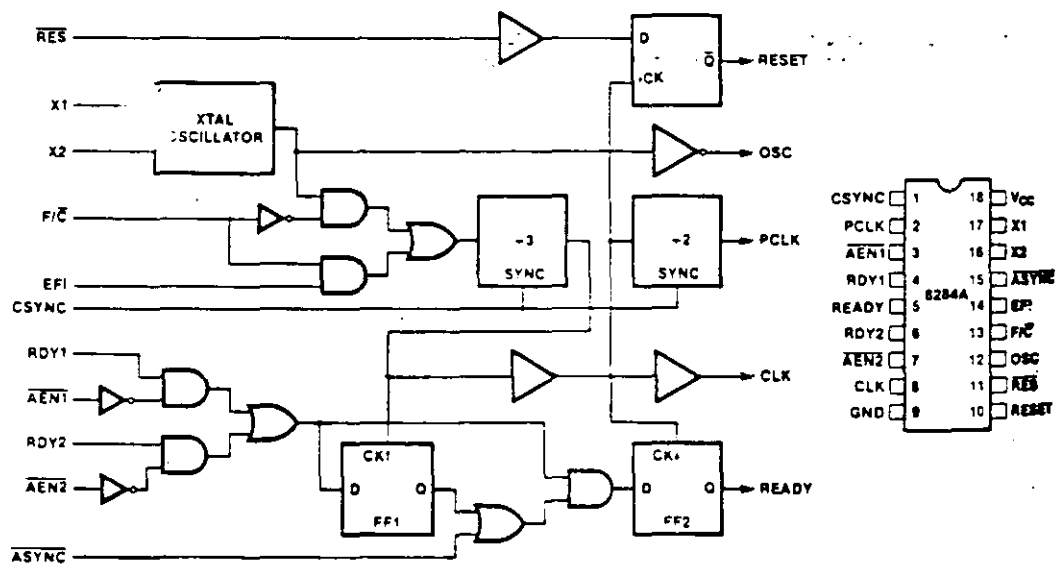 RES
D
Q
RESET
CK
X1
XTAL
OSCILLATOR
X2
OSC
F/C
÷3
÷2
PCLK
SYNC
SYNC
EFI
CSYNC
RDY1
AEN1
CLK
RDY2
CK↑
CK↓
D
Q
D
Q
READY
AEN2
FF1
FF2
ASYNC
CSYNC 1 18 VCC
PCLK 2 17 X1
AEN1 3 16 X2
RDY1 4 15 ASYNC
8284A
READY 5 14 EFI
RDY2 6 13 F/C
AEN2 7 12 OSC
CLK 8 11 RES
GND 9 10 RESET